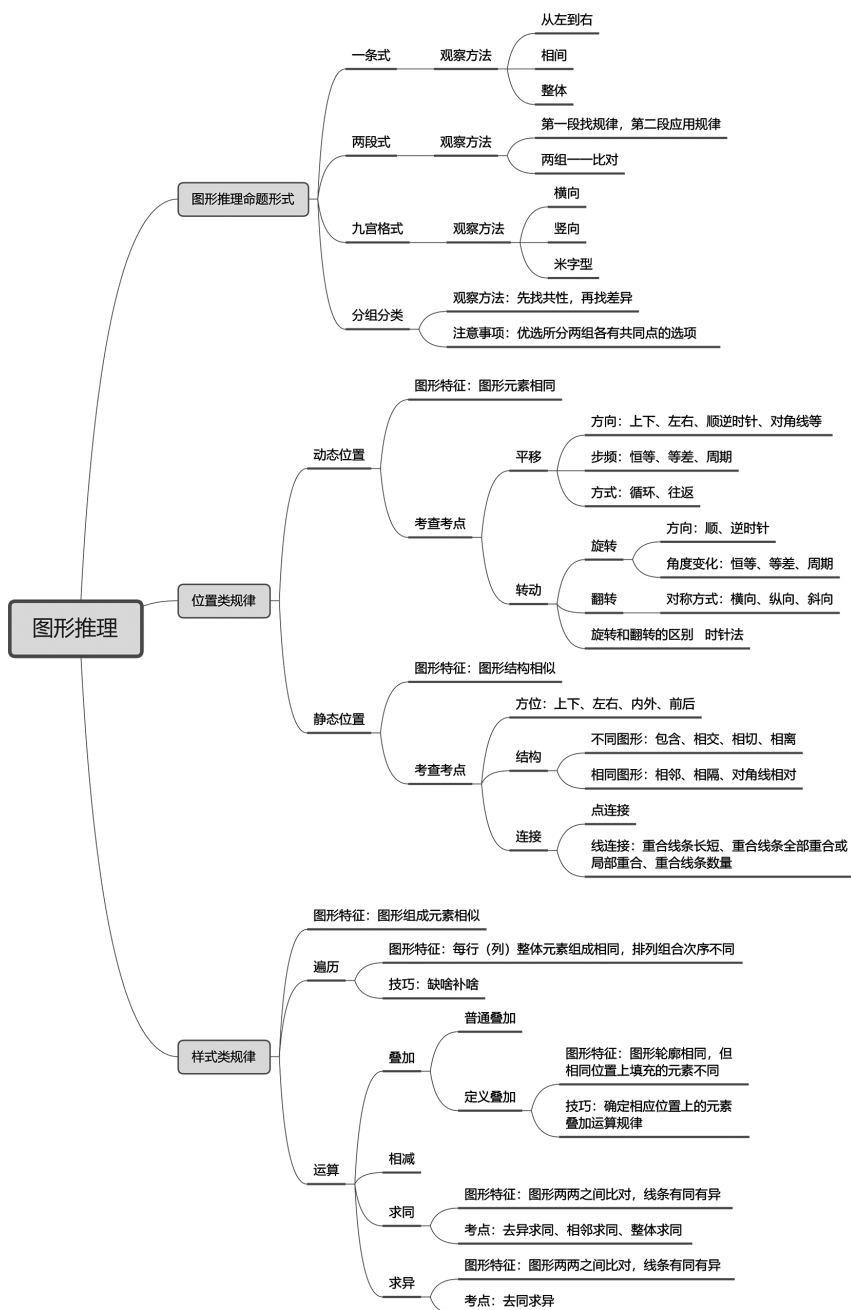 图形推理
图形推理命题形式
一条式
观察方法
从左到右
相间
整体
两段式
观察方法
第一段找规律，第二段应用规律
两组一一比对
九宫格式
观察方法
横向
竖向
米字型
分组分类
观察方法：先找共性，再找差异
注意事项：优选所分两组各有共同点的选项
位置类规律
动态位置
图形特征：图形元素相同
考查考点
平移
方向：上下、左右、顺逆时针、对角线等
步频：恒等、等差、周期
方式：循环、往返
转动
旋转
方向：顺、逆时针
角度变化：恒等、等差、周期
翻转
对称方式：横向、纵向、斜向
旋转和翻转的区别 时针法
静态位置
图形特征：图形结构相似
考查考点
方位：上下、左右、内外、前后
结构
不同图形：包含、相交、相切、相离
相同图形：相邻、相隔、对角线相对
连接
点连接
线连接：重合线条长短、重合线条全部重合或
局部重合、重合线条数量
样式类规律
图形特征：图形组成元素相似
遍历
图形特征：每行（列）整体元素组成相同，排列组合次序不同
技巧：缺啥补啥
运算
叠加
普通叠加
定义叠加
图形特征：图形轮廓相同，但
相同位置上填充的元素不同
技巧：确定相应位置上的元素
叠加运算规律
相减
求同
图形特征：图形两两之间比对，线条有同有异
考点：去异求同、相邻求同、整体求同
求异
图形特征：图形两两之间比对，线条有同有异
考点：去同求异